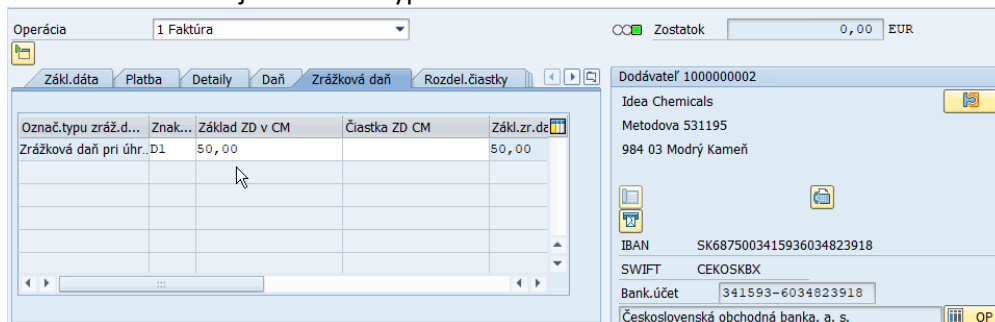 Operácia 1 Faktúra Zostatok 0,00 EUR
Zákl.dáta Platba Detaily Daň Zrážková daň Rozdel.čiastky
Dodávateľ 1000000002
Idea Chemicals
Metodova 531195
984 03 Modrý Kameň
Označ.typu zráž.d... Znak... Základ ZD v CM Čiastka ZD CM Zákl.zr.da
Zrážková daň pri úhr.. D1 50,00 50,00
IBAN SK6875003415936034823918
SWIFT CEKOSKBX
Bank.účet 341593-6034823918
Československá obchodná banka, a. s. OP